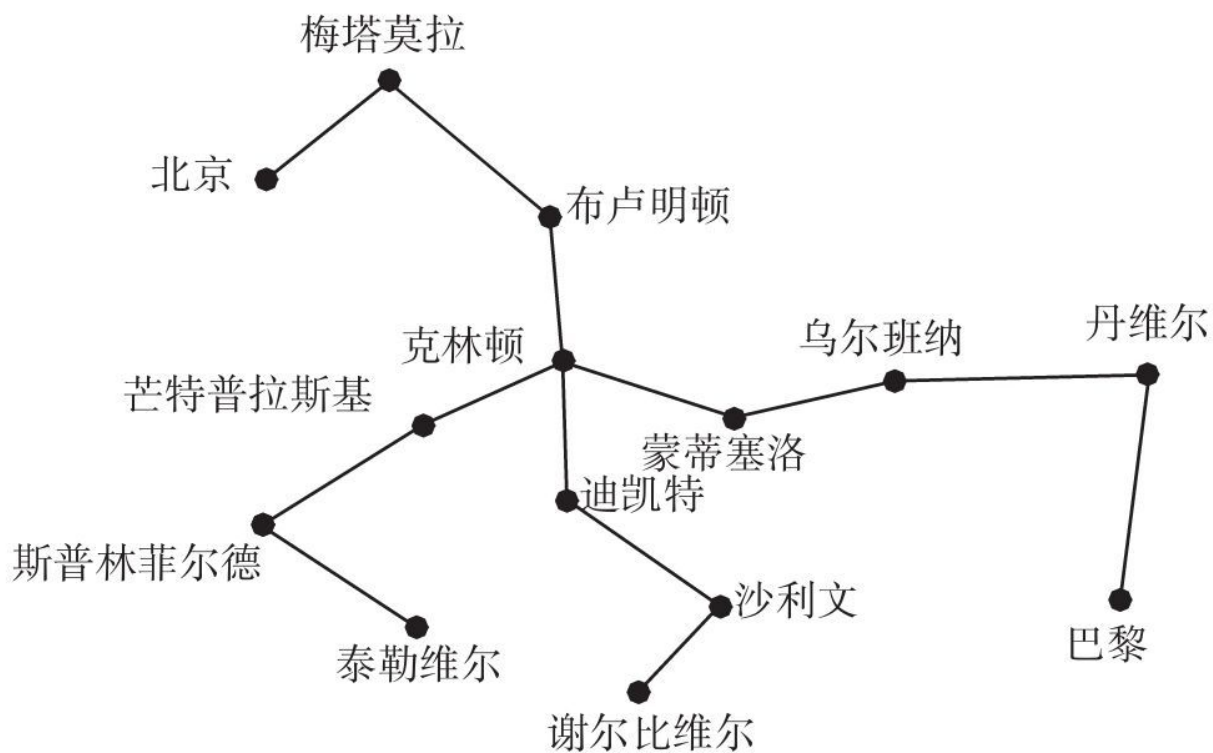 梅塔莫拉
北京
布卢明顿
克林顿
乌尔班纳
丹维尔
芒特普拉斯基
蒙蒂塞洛
迪凯特
斯普林菲尔德
沙利文
泰勒维尔
巴黎
谢尔比维尔